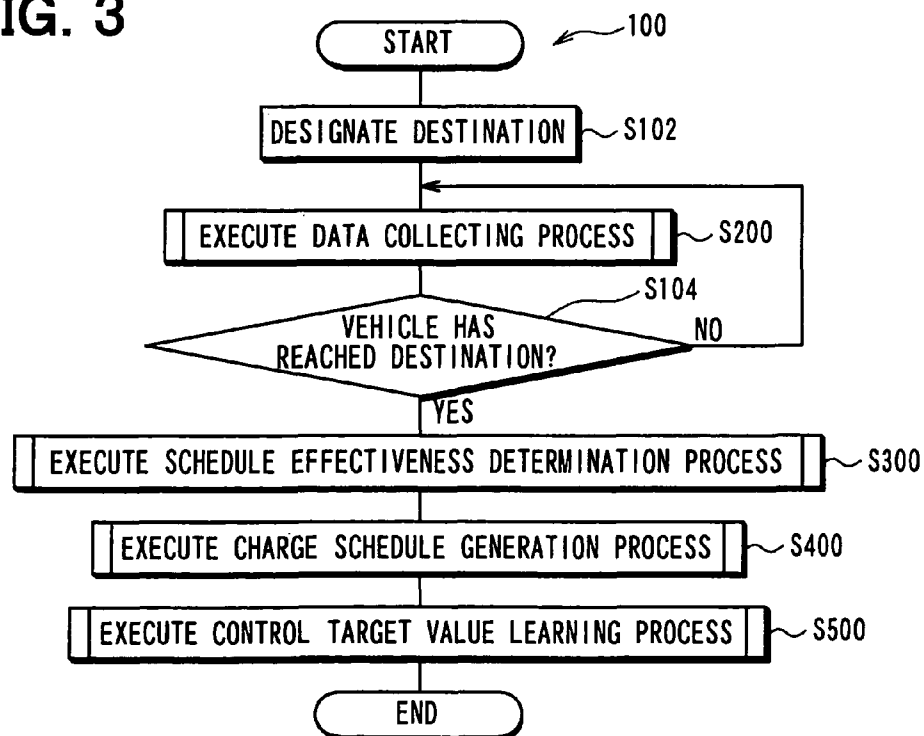 IG. 3
START
100
DESIGNATE DESTINATION
S102
EXECUTE DATA COLLECTING PROCESS
S200
S104
VEHICLE HAS
REACHED DESTINATION?
NO
YES
EXECUTE SCHEDULE EFFECTIVENESS DETERMINATION PROCESS
S300
EXECUTE CHARGE SCHEDULE GENERATION PROCESS
S400
EXECUTE CONTROL TARGET VALUE LEARNING PROCESS
S500
END